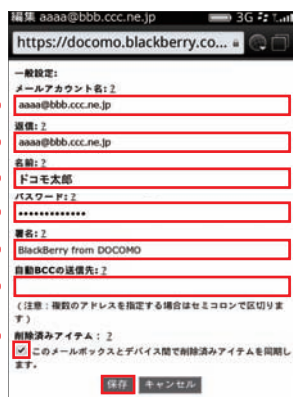 編集 aaaa@bbb.ccc.ne.jp 3G
https://docomo.blackberry.co...
一般設定:
メールアカウント名: ?
aaaa@bbb.ccc.ne.jp
返信: ?
aaaa@bbb.ccc.ne.jp
名前: ?
ドコモ太郎
パスワード: ?
•••••••••••••
署名: ?
BlackBerry from DOCOMO
自動BCCの送信先: ?
(注意：複数のアドレスを指定する場合はセミコロンで区切りま
す)
削除済みアイテム： ?
このメールボックスとデバイス間で削除済みアイテムを同期し
ます。
保存 キャンセル